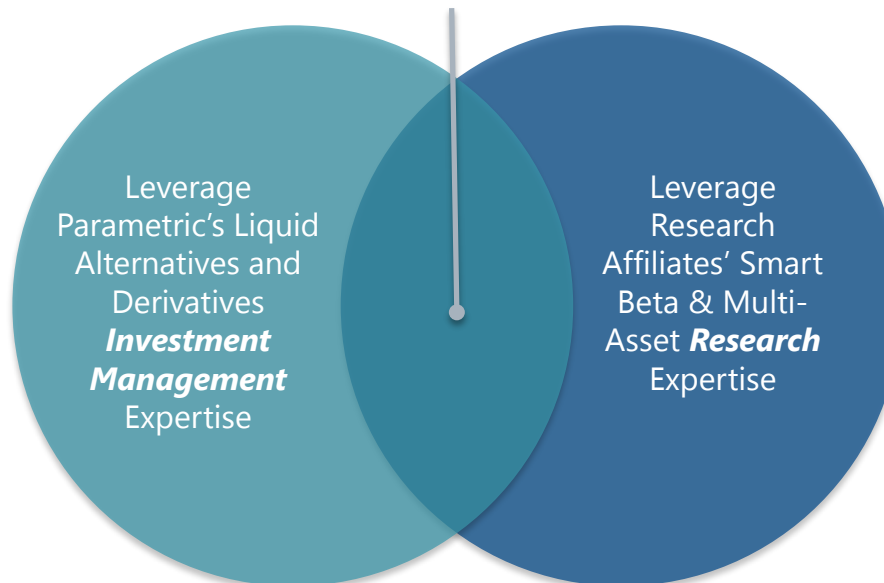 Leverage
Parametric’s Liquid
Alternatives and
Derivatives
Investment
Management
Expertise
Leverage
Research
Affiliates’ Smart
Beta & Multi-
Asset Research
Expertise